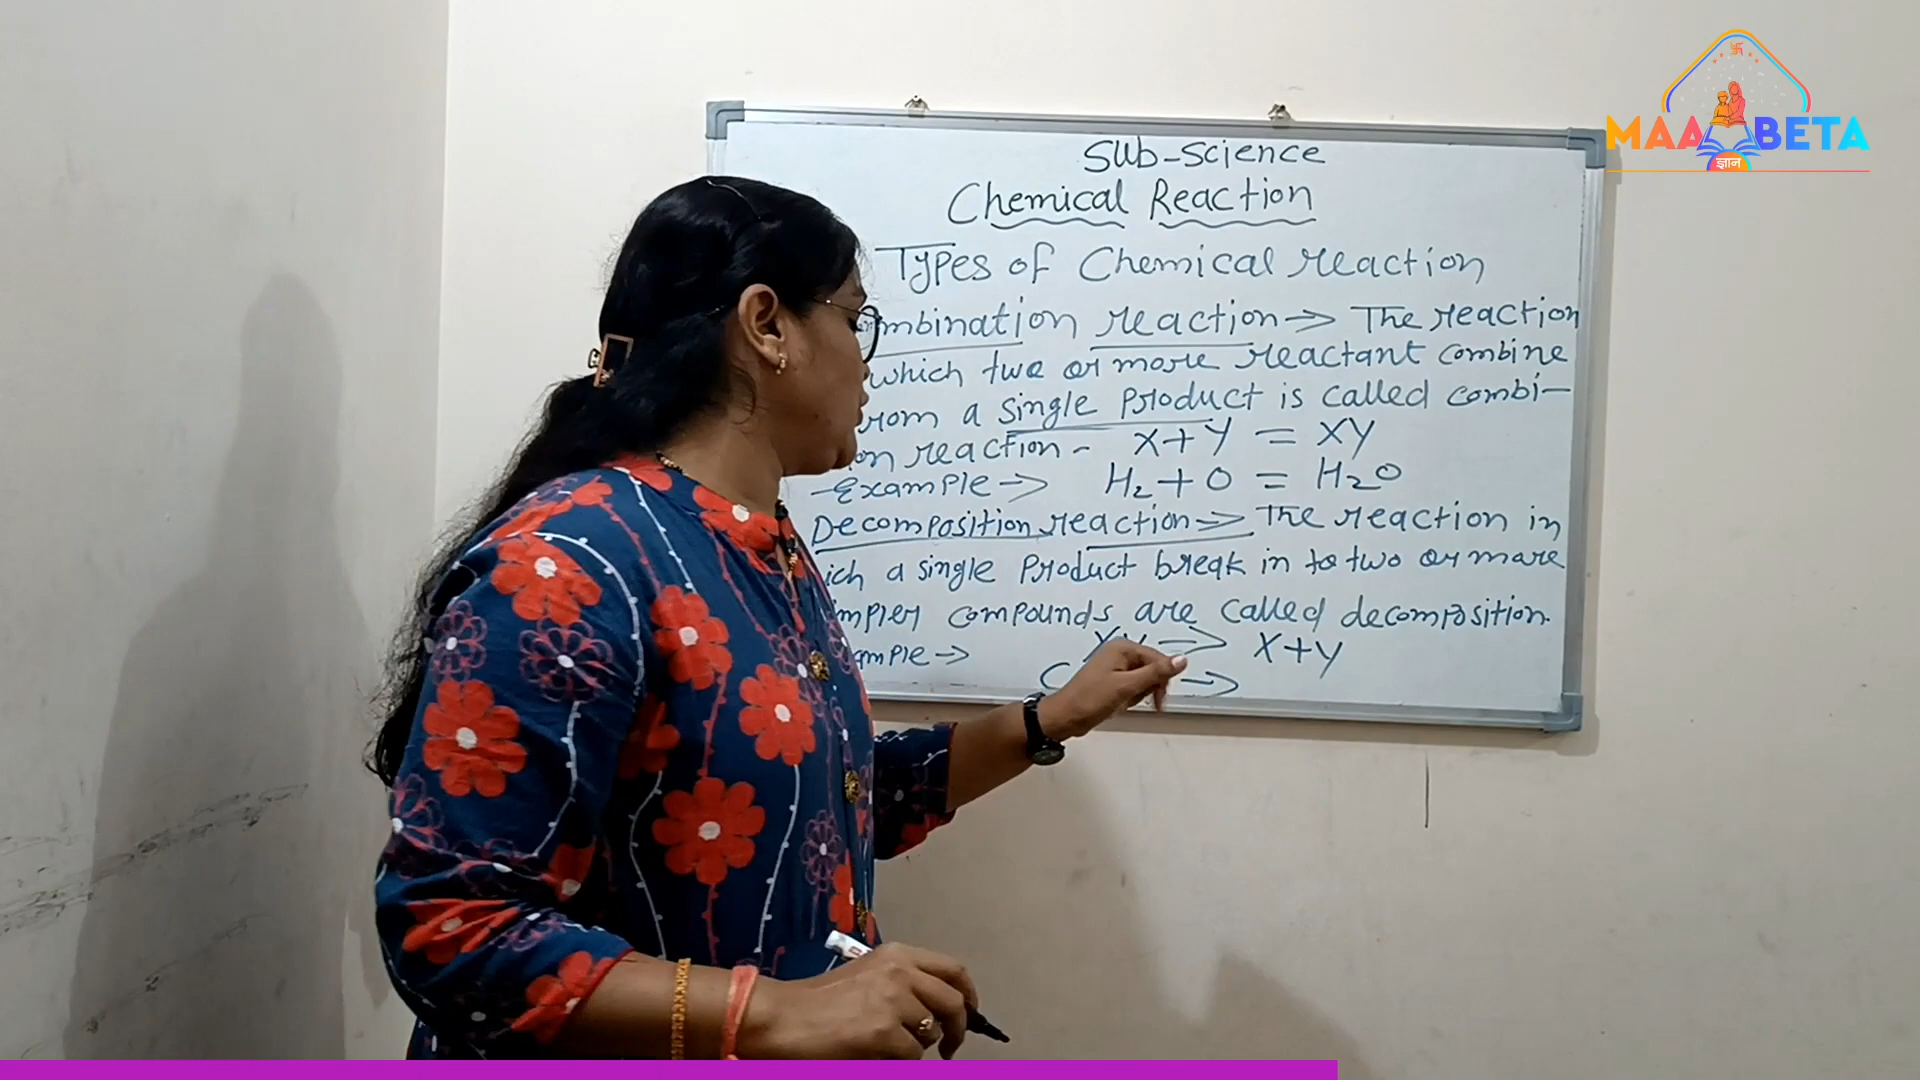 MAA BETA
ज्ञान
Sub-Science
Chemical Reaction
Types of Chemical reaction
mbination reaction → The reaction
which two or more reactant combine
rom a single Product is called combi-
on reaction - X+Y = XY
Example → H₂+O = H₂O
Decomposition reaction → The reaction in
ich a single Product break in to two or more
impler compounds are called decomposition.
XY → X+Y
ample →
C →